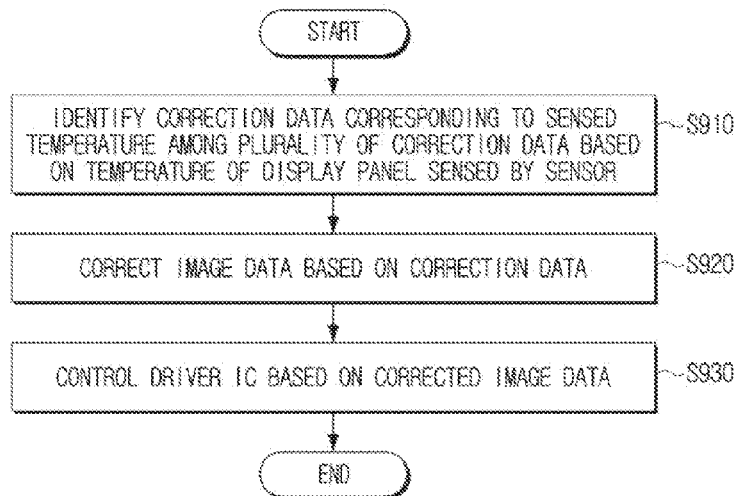 START
IDENTIFY CORRECTION DATA CORRESPONDING TO SENSED
TEMPERATURE AMONG PLURALITY OF CORRECTION DATA BASED
ON TEMPERATURE OF DISPLAY PANEL SENSED BY SENSOR
S910
CORRECT IMAGE DATA BASED ON CORRECTION DATA
S920
CONTROL DRIVER IC BASED ON CORRECTED IMAGE DATA
S930
END